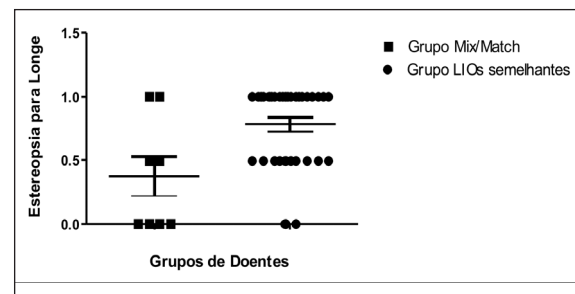 1.5
1.0
0.5
0.0
Estereopsia para Longe
Grupos de Doentes
Grupo Mix/Match
Grupo LIOs semelhantes